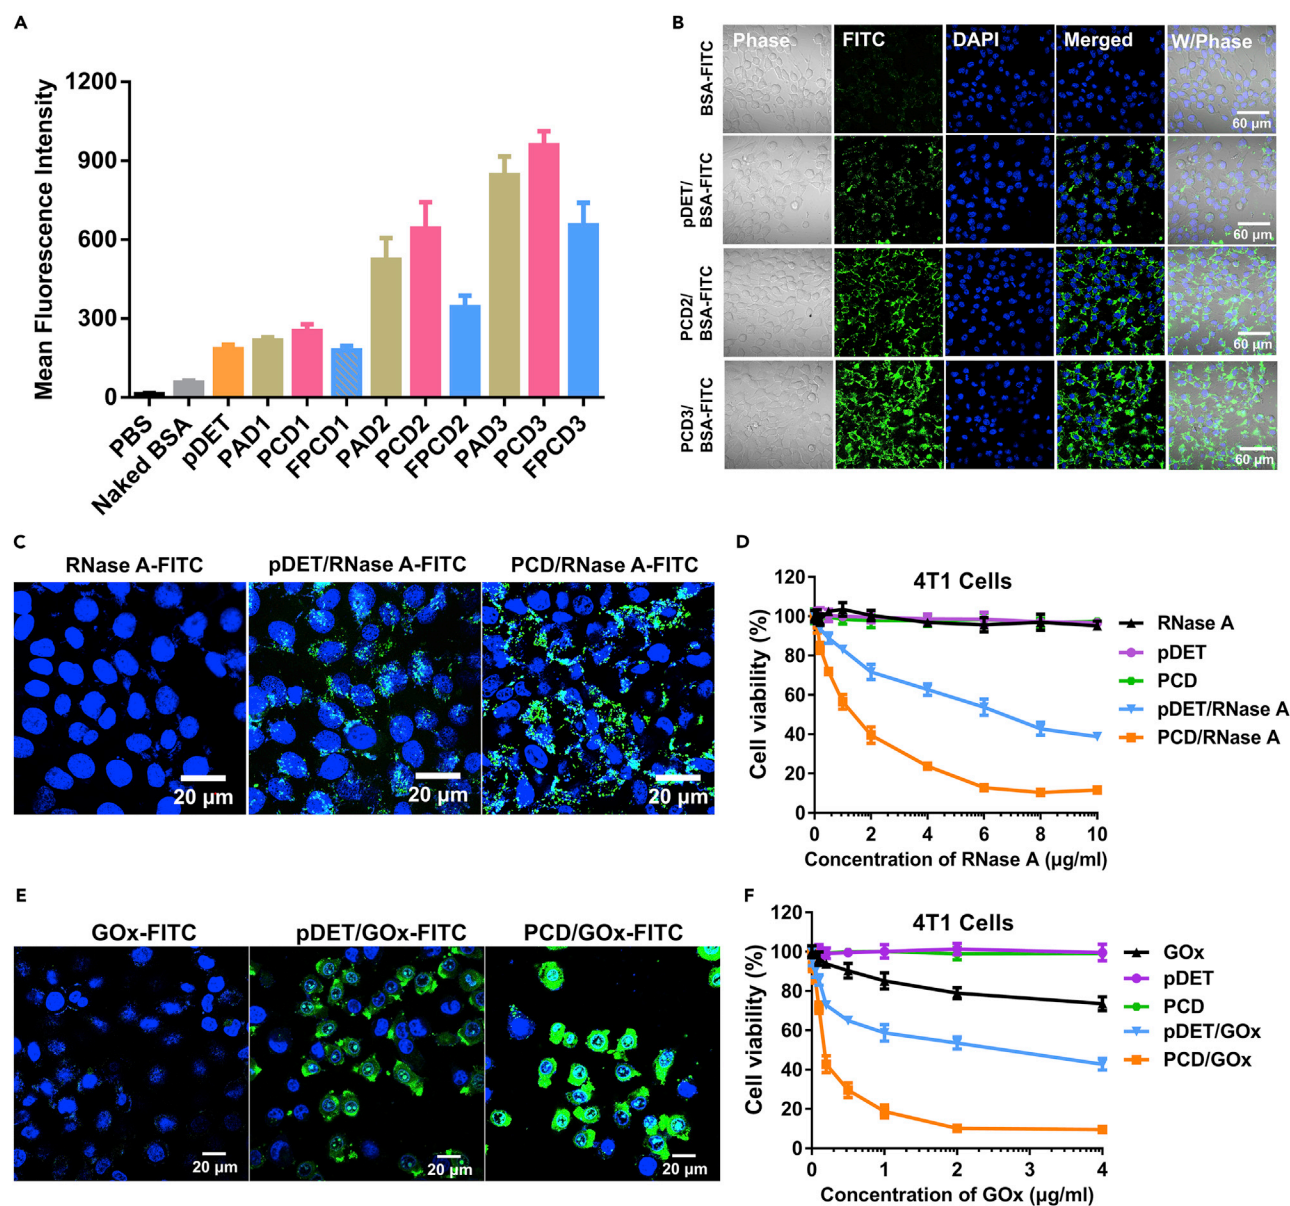 A
Mean Fluorescence Intensity
1200
900
600
300
0
PBS
Naked BSA
pDET
PAD1
PCD1
FPCD1
PAD2
PCD2
FPCD2
PAD3
PCD3
FPCD3
B
Phase FITC DAPI Merged W/Phase
BSA-FITC
60 μm
pDET/
BSA-FITC
60 μm
PCD2/
BSA-FITC
60 μm
PCD3/
BSA-FITC
60 μm
C
RNase A-FITC pDET/RNase A-FITC PCD/RNase A-FITC
20 μm 20 μm 20 μm
D
4T1 Cells
Cell viability (%)
120
100
80
60
40
20
0
0 2 4 6 8 10
Concentration of RNase A (μg/ml)
RNase A
pDET
PCD
pDET/RNase A
PCD/RNase A
E
GOx-FITC pDET/GOx-FITC PCD/GOx-FITC
20 μm 20 μm 20 μm
F
4T1 Cells
Cell viability (%)
120
100
80
60
40
20
0
0 1 2 3 4
Concentration of GOx (μg/ml)
GOx
pDET
PCD
pDET/GOx
PCD/GOx